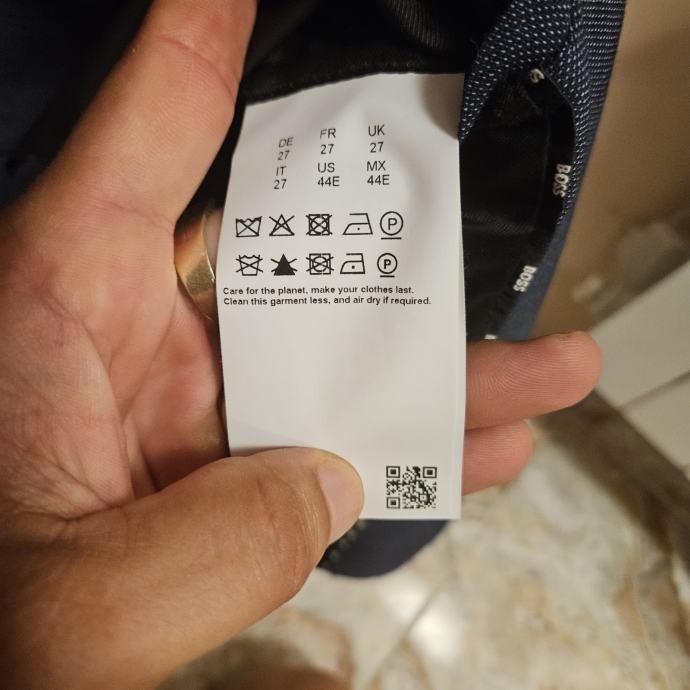 DE FR UK
27 27 27
IT US MX
27 44E 44E
P
P
Care for the planet, make your clothes last.
Clean this garment less, and air dry if required.
BOSS
BOSS